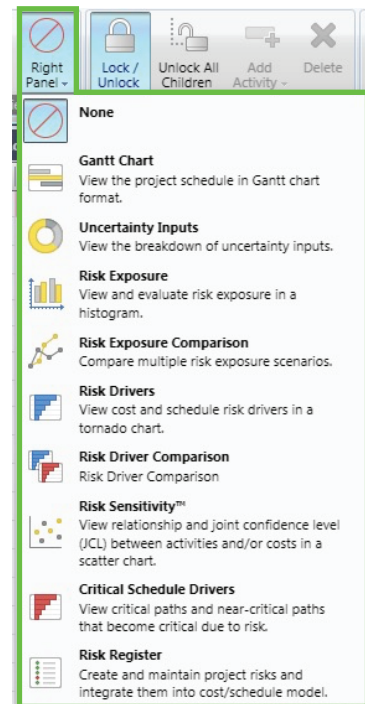 Right
Panel
Lock /
Unlock
Unlock All
Children
Add
Activity
Delete
None
Gantt Chart
View the project schedule in Gantt chart
format.
Uncertainty Inputs
View the breakdown of uncertainty inputs.
Risk Exposure
View and evaluate risk exposure in a
histogram.
Risk Exposure Comparison
Compare multiple risk exposure scenarios.
Risk Drivers
View cost and schedule risk drivers in a
tornado chart.
Risk Driver Comparison
Risk Driver Comparison
Risk Sensitivity™
View relationship and joint confidence level
(JCL) between activities and/or costs in a
scatter chart.
Critical Schedule Drivers
View critical paths and near-critical paths
that become critical due to risk.
Risk Register
Create and maintain project risks and
integrate them into cost/schedule model.